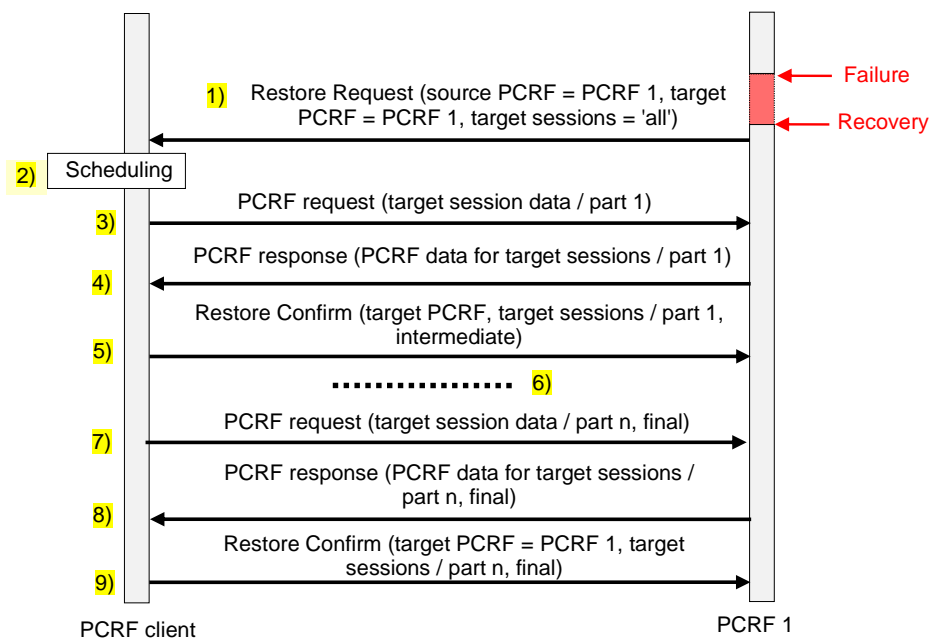 Failure
1) Restore Request (source PCRF = PCRF 1, target
PCRF = PCRF 1, target sessions = 'all')
Recovery
2) Scheduling
PCRF request (target session data / part 1)
3)
PCRF response (PCRF data for target sessions / part 1)
4)
Restore Confirm (target PCRF, target sessions / part 1,
intermediate)
5)
6)
PCRF request (target session data / part n, final)
7)
PCRF response (PCRF data for target sessions /
part n, final)
8)
Restore Confirm (target PCRF = PCRF 1, target
sessions / part n, final)
9)
PCRF client
PCRF 1